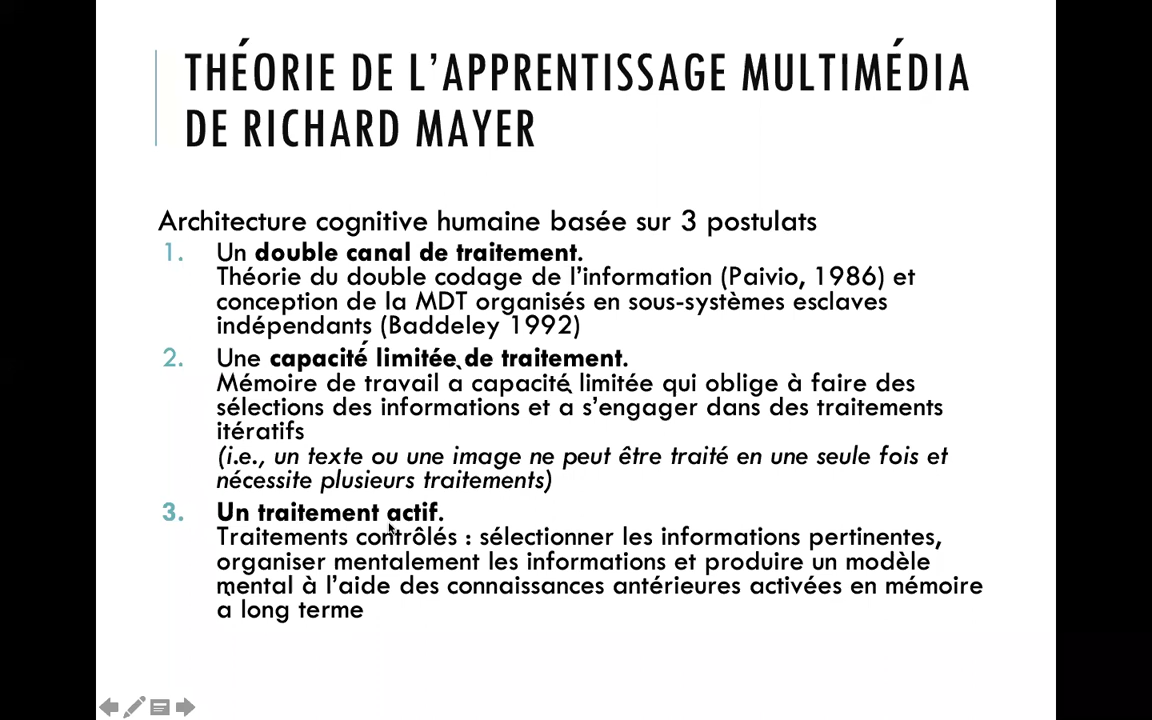 THÉORIE DE L’APPRENTISSAGE MULTIMÉDIA
DE RICHARD MAYER
Architecture cognitive humaine basée sur 3 postulats
1. Un double canal de traitement.
Théorie du double codage de l’information (Paivio, 1986) et
conception de la MDT organisés en sous-systèmes esclaves
indépendants (Baddeley 1992)
2. Une capacité limitée de traitement.
Mémoire de travail à capacité limitée qui oblige à faire des
sélections des informations et à s’engager dans des traitements
itératifs
(i.e., un texte ou une image ne peut être traité en une seule fois et
nécessite plusieurs traitements)
3. Un traitement actif.
Traitements contrôlés : sélectionner les informations pertinentes,
organiser mentalement les informations et produire un modèle
mental à l’aide des connaissances antérieures activées en mémoire
à long terme